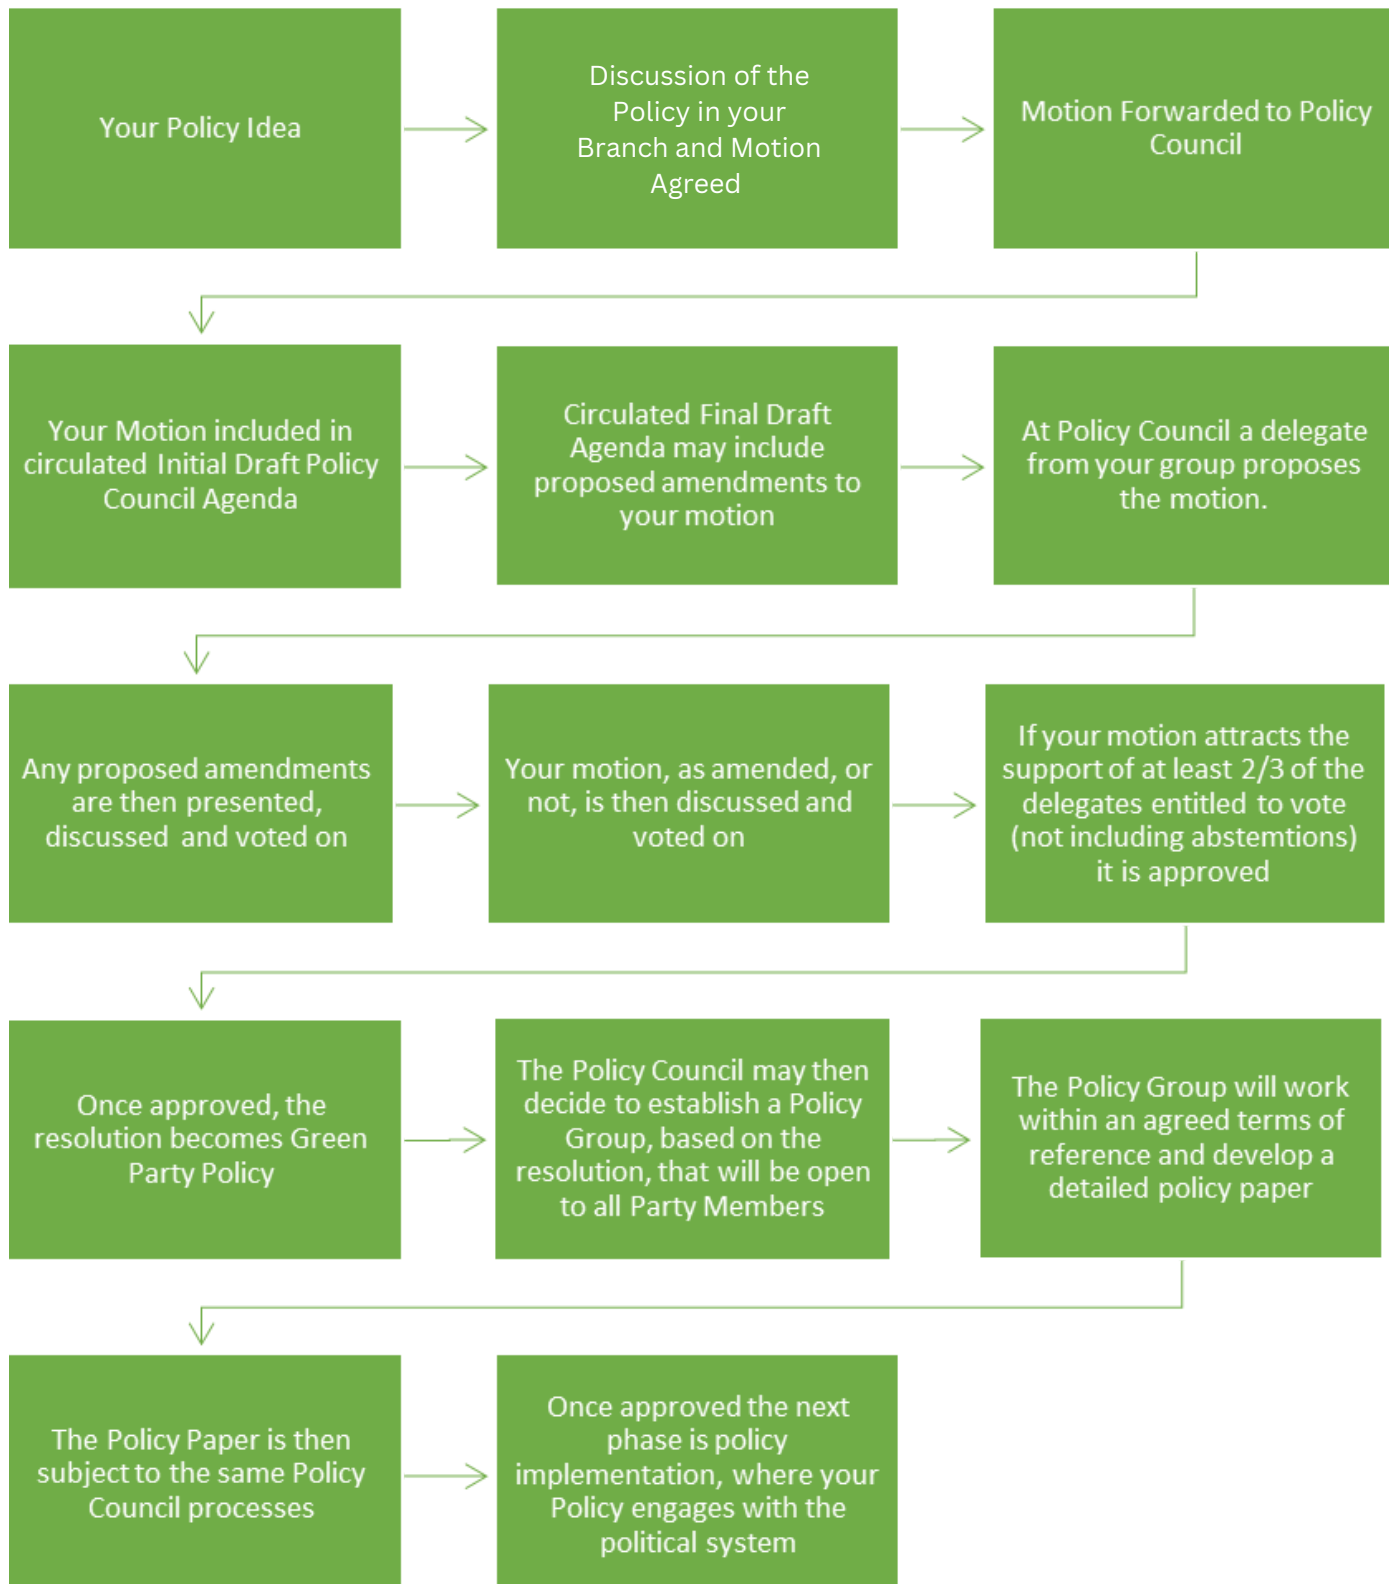 Your Policy Idea
Discussion of the
Policy in your
Branch and Motion
Agreed
Motion Forwarded to Policy
Council
Your Motion included in
circulated Initial Draft Policy
Council Agenda
Circulated Final Draft
Agenda may include
proposed amendments to
your motion
At Policy Council a delegate
from your group proposes
the motion.
Any proposed amendments
are then presented,
discussed and voted on
Your motion, as amended, or
not, is then discussed and
voted on
If your motion attracts the
support of at least 2/3 of the
delegates entitled to vote
(not including abstemtions)
it is approved
Once approved, the
resolution becomes Green
Party Policy
The Policy Council may then
decide to establish a Policy
Group, based on the
resolution, that will be open
to all Party Members
The Policy Group will work
within an agreed terms of
reference and develop a
detailed policy paper
The Policy Paper is then
subject to the same Policy
Council processes
Once approved the next
phase is policy
implementation, where your
Policy engages with the
political system